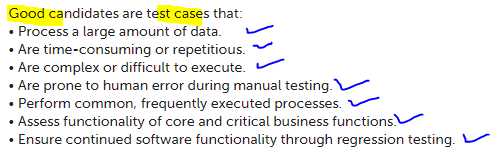 Good candidates are test cases that:
• Process a large amount of data.
• Are time-consuming or repetitious.
• Are complex or difficult to execute.
• Are prone to human error during manual testing.
• Perform common, frequently executed processes.
• Assess functionality of core and critical business functions.
• Ensure continued software functionality through regression testing.